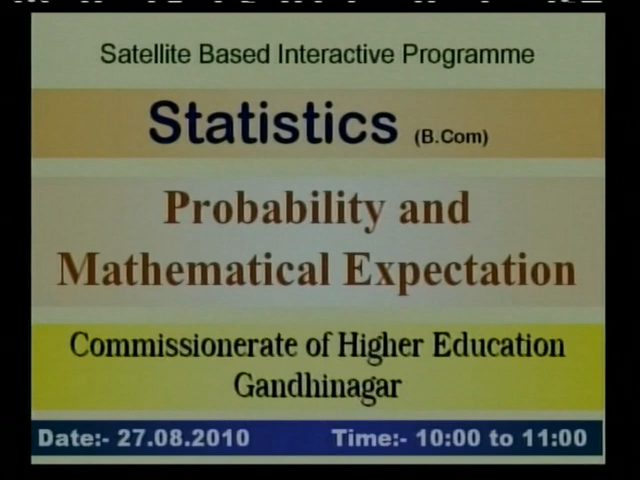 Satellite Based Interactive Programme
Statistics (B.Com)
Probability and
Mathematical Expectation
Commissionerate of Higher Education
Gandhinagar
Date:- 27.08.2010 Time:- 10:00 to 11:00